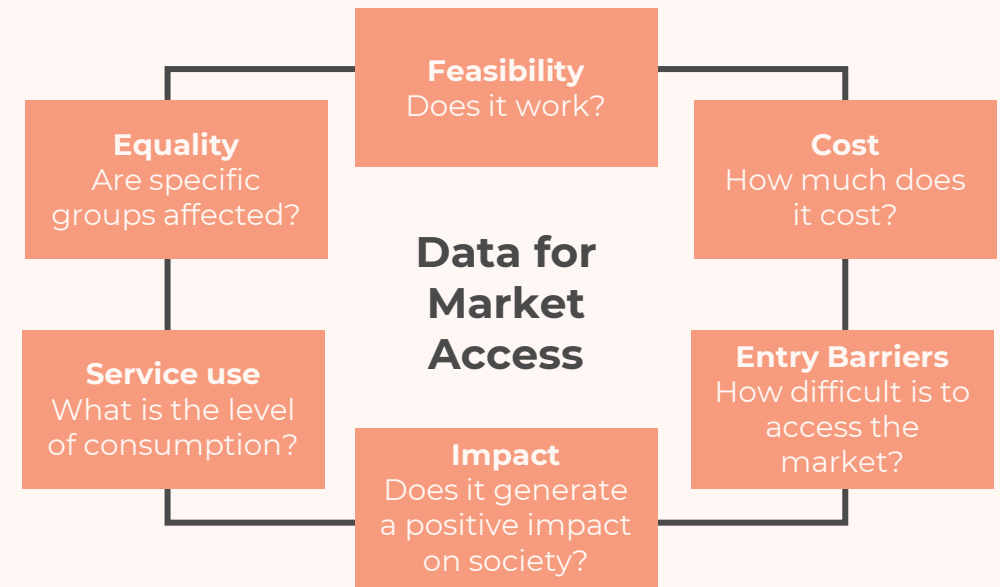 Feasibility
Does it work?
Equality
Are specific
groups affected?
Cost
How much does
it cost?
Data for
Market
Access
Service use
What is the level
of consumption?
Entry Barriers
How difficult is to
access the
market?
Impact
Does it generate
a positive impact
on society?